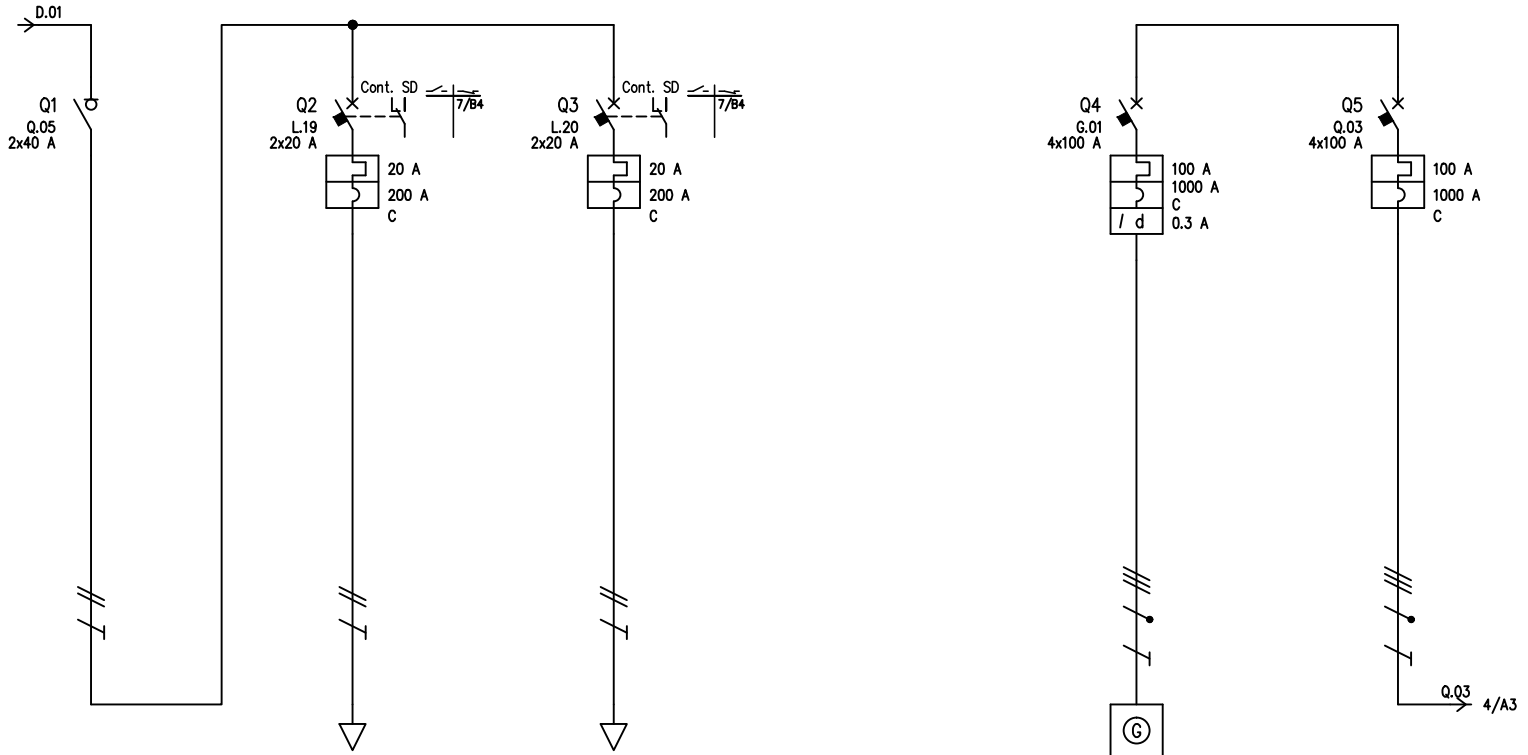 D.01
Q1
Q.05
2x40 A
Q2
L.19
2x20 A
Cont. SD
7/B4
20 A
200 A
C
Q3
L.20
2x20 A
Cont. SD
7/B4
20 A
200 A
C
Q4
G.01
4x100 A
100 A
1000 A
C
I d
0.3 A
G
Q5
Q.03
4x100 A
100 A
1000 A
C
Q.03
4/A3